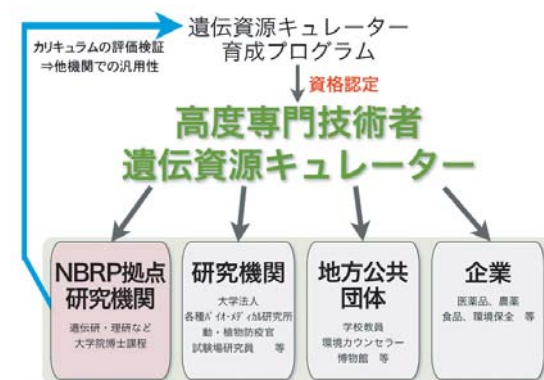 遺伝資源キュレーター
育成プログラム
カリキュラムの評価検証
⇒他機関での汎用性
資格認定
高度専門技術者
遺伝資源キュレーター
NBRP拠点
研究機関
遺伝研・理研など
大学院博士課程
研究機関
大学法人
各種バイオ・メディカル研究所
動・植物防疫官
試験場研究員 等
地方公共
団体
学校教員
環境カウンセラー
博物館 等
企業
医薬品、農薬
食品、環境保全 等